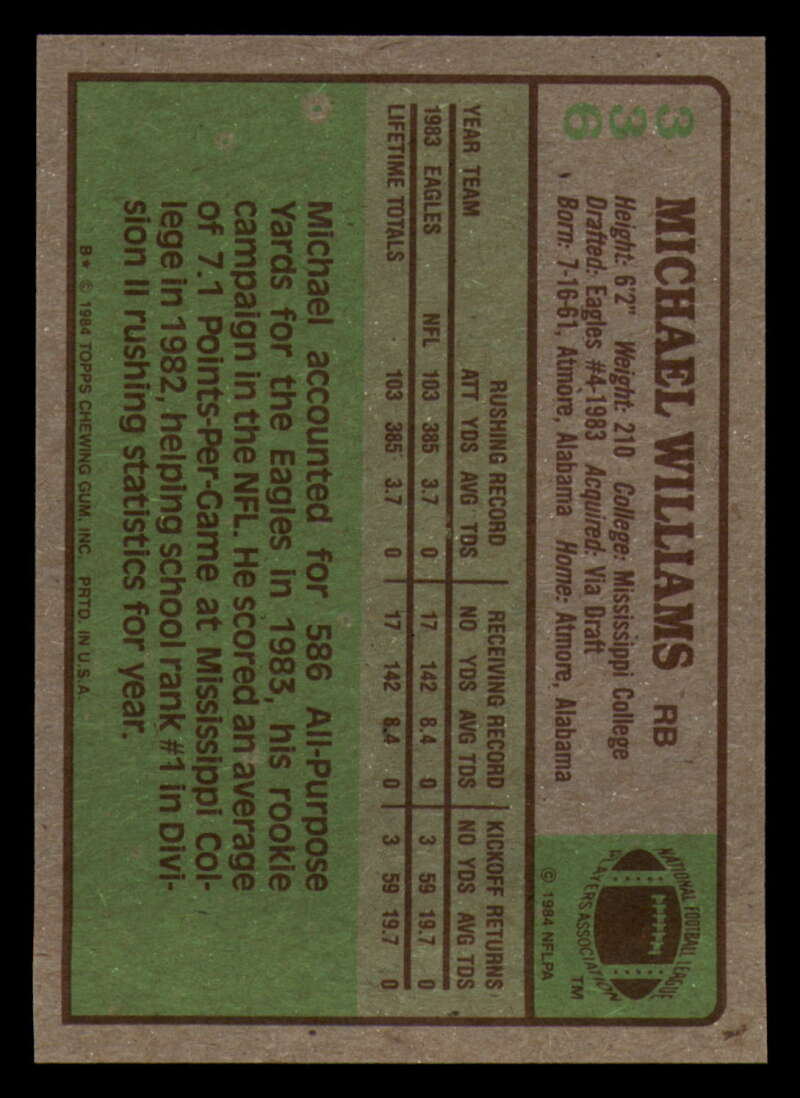 336
MICHAEL WILLIAMS RB
Height: 6'2" Weight: 210 College: Mississippi College
Drafted: Eagles #4-1983 Acquired: Via Draft
Born: 7-16-61, Atmore, Alabama Home: Atmore, Alabama
NATIONAL FOOTBALL LEAGUE
PLAYERS ASSOCIATION
TM
© 1984 NFLPA
RUSHING RECORD RECEIVING RECORD KICKOFF RETURNS
YEAR TEAM ATT YDS AVG TDS NO YDS AVG TDS NO YDS AVG TDS
1983 EAGLES NFL 103 385 3.7 0 17 142 8.4 0 3 59 19.7 0
LIFETIME TOTALS 103 385 3.7 0 17 142 8.4 0 3 59 19.7 0
Michael accounted for 586 All-Purpose
Yards for the Eagles in 1983, his rookie
campaign in the NFL. He scored an average
of 7.1 Points-Per-Game at Mississippi Col-
lege in 1982, helping school rank #1 in Divi-
sion II rushing statistics for year.
B* © 1984 TOPPS CHEWING GUM, INC. PRTD. IN U.S.A.